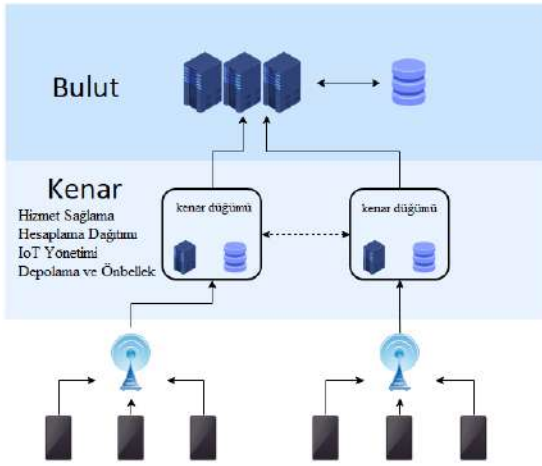 Bulut
Kenar
Hizmet Sağlama
Hesaplama Dağıtımı
IoT Yönetimi
Depolama ve Önbellek
kenar düğümü
kenar düğümü